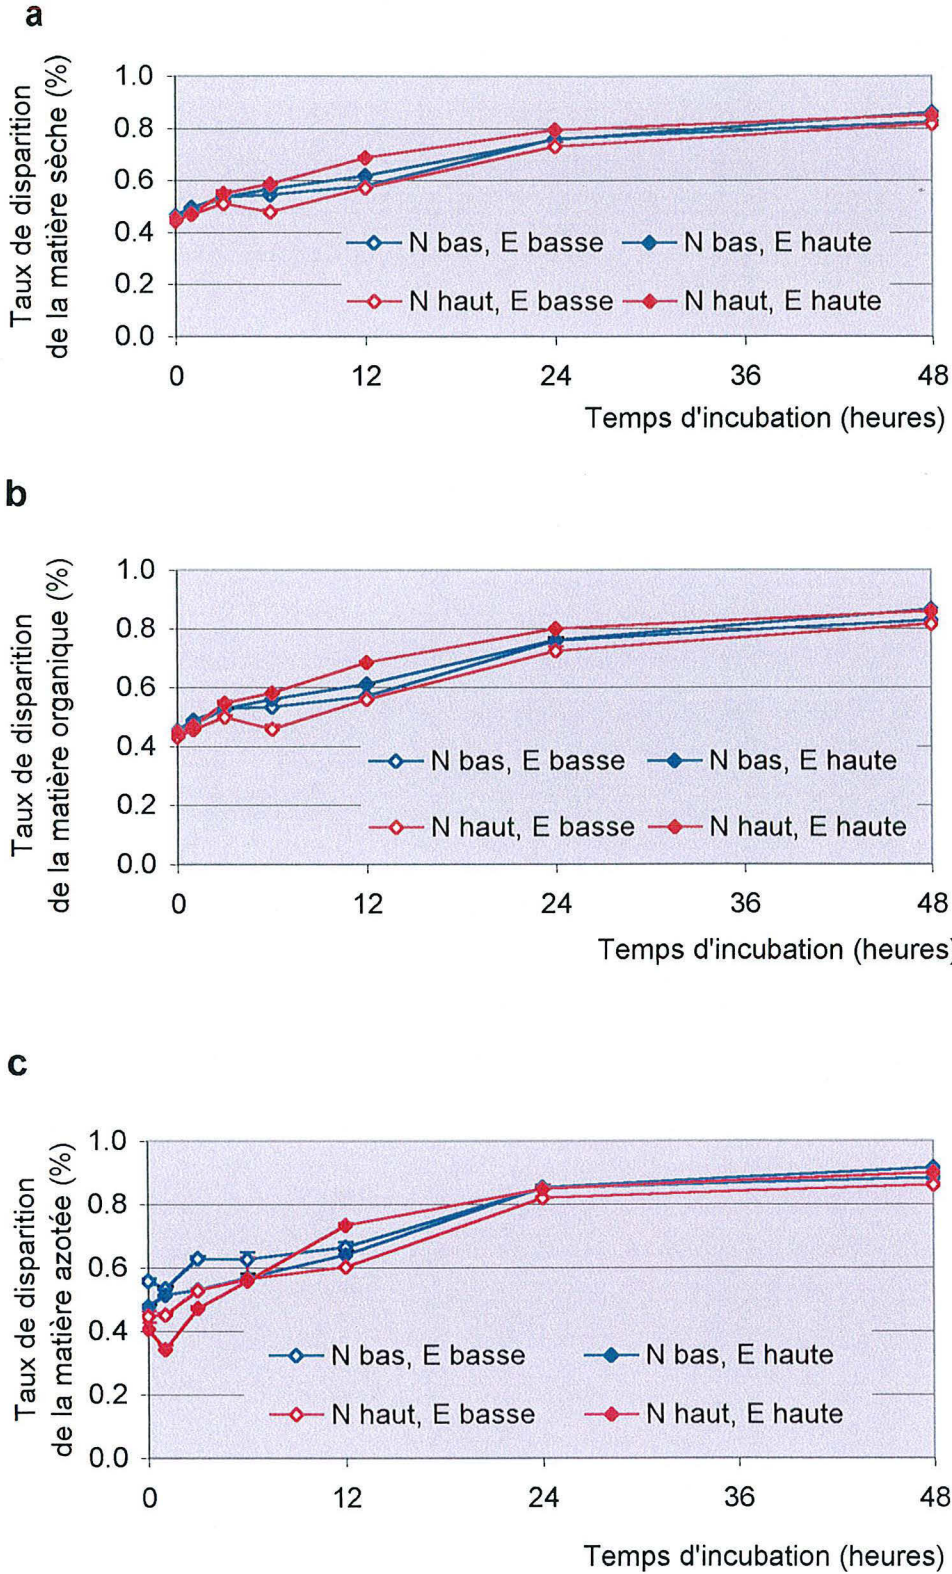 a
Taux de disparition
de la matière sèche (%)
1.0
0.8
0.6
0.4
0.2
0.0
N bas, E basse
N bas, E haute
N haut, E basse
N haut, E haute
0 12 24 36 48
Temps d'incubation (heures)
b
Taux de disparition
de la matière organique (%)
1.0
0.8
0.6
0.4
0.2
0.0
N bas, E basse
N bas, E haute
N haut, E basse
N haut, E haute
0 12 24 36 48
Temps d'incubation (heures)
c
Taux de disparition
de la matière azotée (%)
1.0
0.8
0.6
0.4
0.2
0.0
N bas, E basse
N bas, E haute
N haut, E basse
N haut, E haute
0 12 24 36 48
Temps d'incubation (heures)